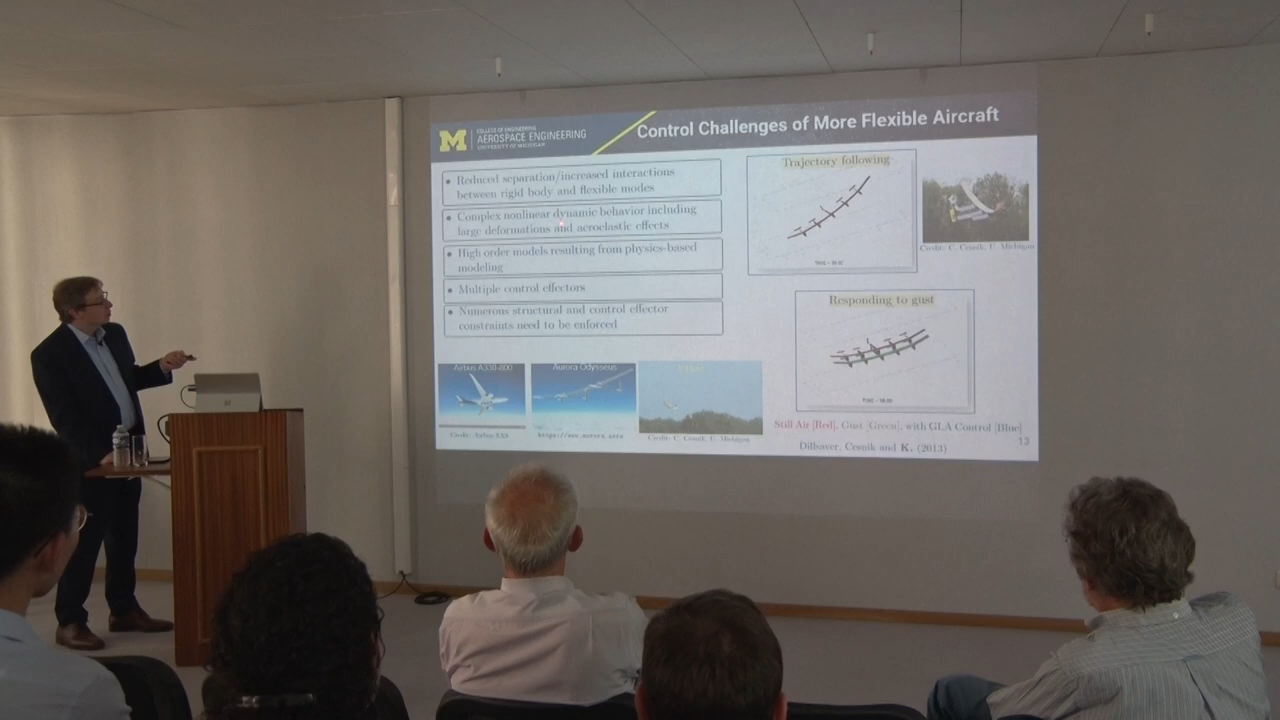 M
COLLEGE OF ENGINEERING
AEROSPACE ENGINEERING
UNIVERSITY OF MICHIGAN
Control Challenges of More Flexible Aircraft
• Reduced separation/increased interactions
between rigid body and flexible modes
• Complex nonlinear dynamic behavior including
large deformations and aeroelastic effects
• High order models resulting from physics-based
modeling
• Multiple control effectors
• Numerous structural and control effector
constraints need to be enforced
Trajectory following
Credit: C. Cesnik, U. Michigan
Responding to gust
Airbus A330-800
Aurora Odysseus
Credit: Airbus SAS
https://www.aurora.aero
Credit: C. Cesnik, U. Michigan
Still Air [Red], Gust [Green], with GLA Control [Blue]
Dillsaver, Cesnik and K. (2013)
13